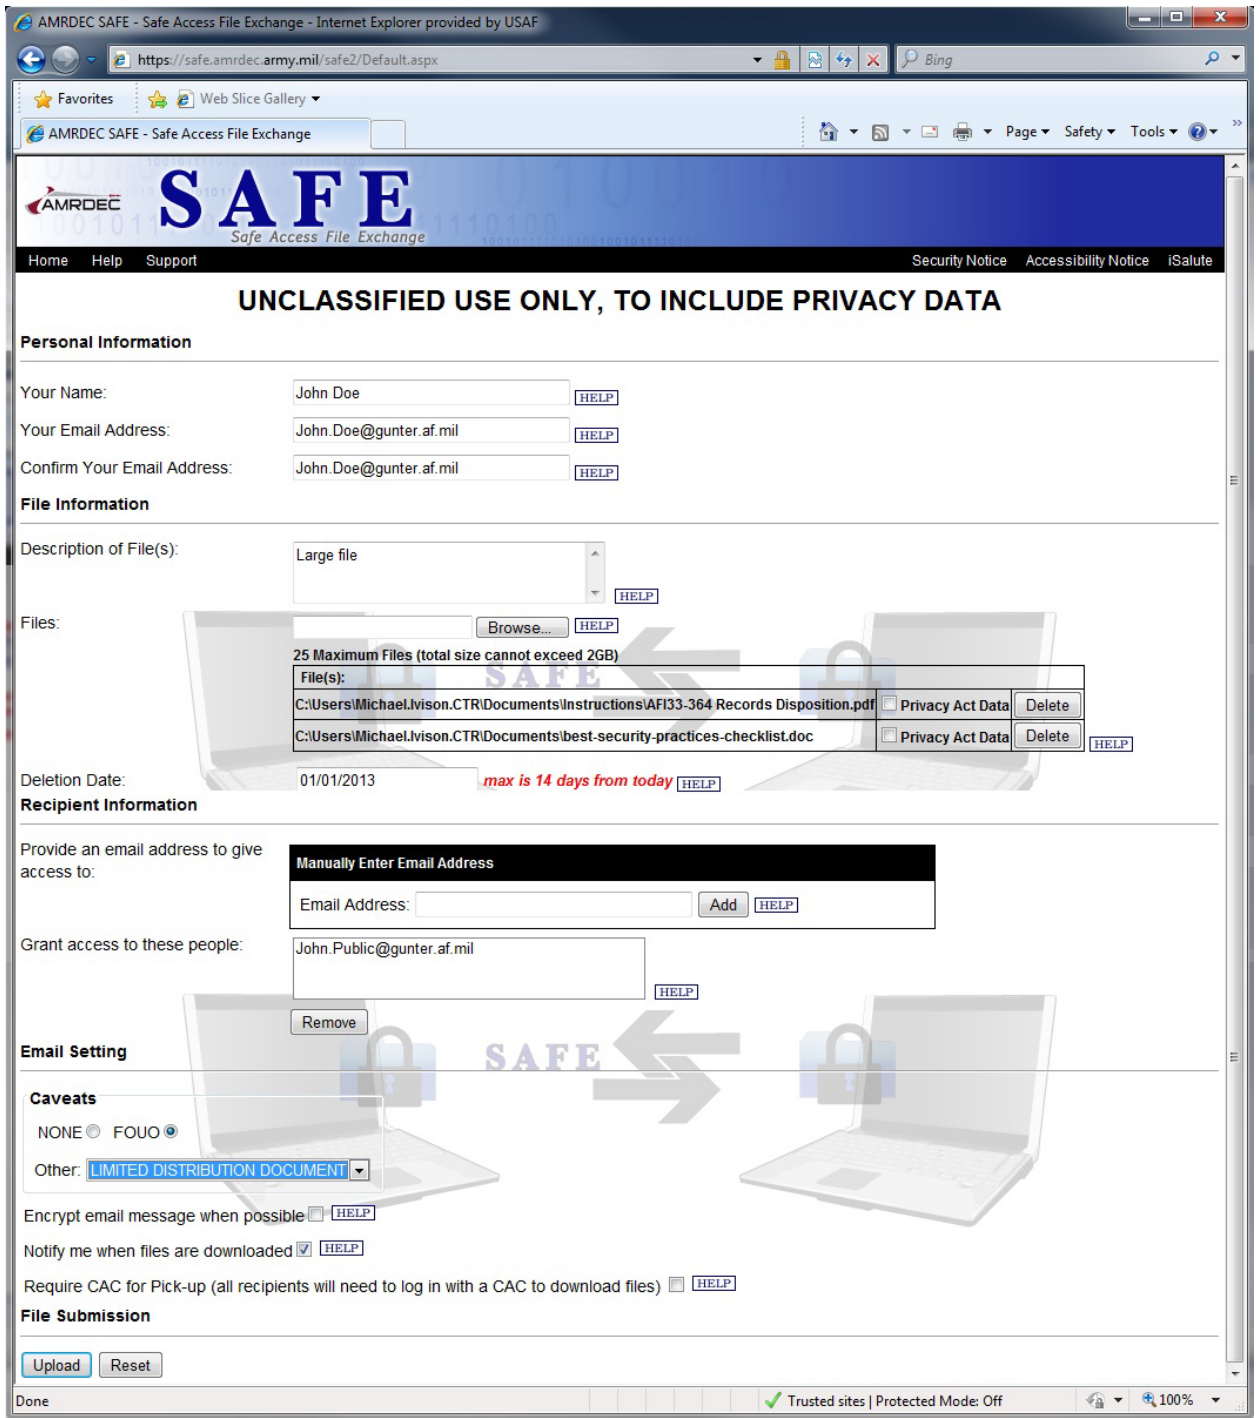 AMRDEC SAFE - Safe Access File Exchange - Internet Explorer provided by USAF
https://safe.amrdec.army.mil/safe2/Default.aspx
Bing
Favorites Web Slice Gallery
AMRDEC SAFE - Safe Access File Exchange
Page Safety Tools
AMRDEC
SAFE
Safe Access File Exchange
Home Help Support Security Notice Accessibility Notice iSalute
UNCLASSIFIED USE ONLY, TO INCLUDE PRIVACY DATA
Personal Information
Your Name: John Doe HELP
Your Email Address: John.Doe@gunter.af.mil HELP
Confirm Your Email Address: John.Doe@gunter.af.mil HELP
File Information
Description of File(s): Large file HELP
Files: Browse... HELP
25 Maximum Files (total size cannot exceed 2GB)
SAFE
File(s):
C:\Users\Michael.Ivison.CTR\Documents\Instructions\AFI33-364 Records Disposition.pdf Privacy Act Data Delete
C:\Users\Michael.Ivison.CTR\Documents\best-security-practices-checklist.doc Privacy Act Data Delete HELP
Deletion Date: 01/01/2013 max is 14 days from today HELP
Recipient Information
Provide an email address to give
access to:
Manually Enter Email Address
Email Address: Add HELP
Grant access to these people: John.Public@gunter.af.mil HELP
Remove
Email Setting
SAFE
Caveats
NONE FOUO
Other: LIMITED DISTRIBUTION DOCUMENT
Encrypt email message when possible HELP
Notify me when files are downloaded HELP
Require CAC for Pick-up (all recipients will need to log in with a CAC to download files) HELP
File Submission
Upload Reset
Done Trusted sites | Protected Mode: Off 100%